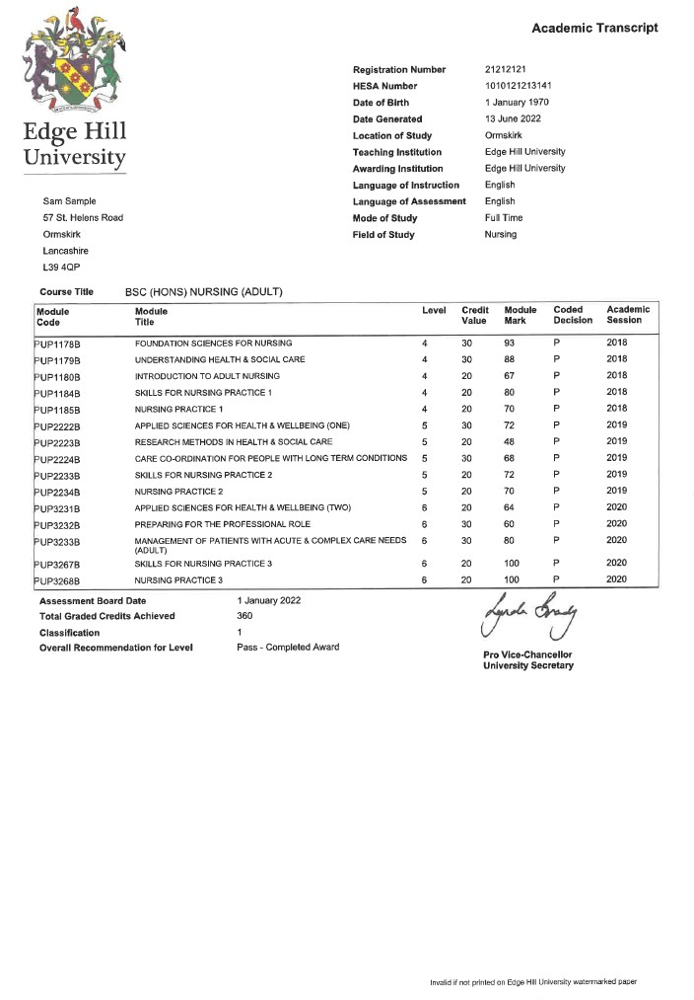 Academic Transcript
Edge Hill
University
Registration Number 21212121
HESA Number 1010121213141
Date of Birth 1 January 1970
Date Generated 13 June 2022
Location of Study Ormskirk
Teaching Institution Edge Hill University
Awarding Institution Edge Hill University
Language of Instruction English
Language of Assessment English
Mode of Study Full Time
Field of Study Nursing
Sam Sample
57 St. Helens Road
Ormskirk
Lancashire
L39 4QP
Course Title BSC (HONS) NURSING (ADULT)
Module Code Module Title Level Credit Value Module Mark Coded Decision Academic Session
PUP1178B FOUNDATION SCIENCES FOR NURSING 4 30 93 P 2018
PUP1179B UNDERSTANDING HEALTH & SOCIAL CARE 4 30 88 P 2018
PUP1180B INTRODUCTION TO ADULT NURSING 4 20 67 P 2018
PUP1184B SKILLS FOR NURSING PRACTICE 1 4 20 80 P 2018
PUP1185B NURSING PRACTICE 1 4 20 70 P 2018
PUP2222B APPLIED SCIENCES FOR HEALTH & WELLBEING (ONE) 5 30 72 P 2019
PUP2223B RESEARCH METHODS IN HEALTH & SOCIAL CARE 5 20 48 P 2019
PUP2224B CARE CO-ORDINATION FOR PEOPLE WITH LONG TERM CONDITIONS 5 30 68 P 2019
PUP2233B SKILLS FOR NURSING PRACTICE 2 5 20 72 P 2019
PUP2234B NURSING PRACTICE 2 5 20 70 P 2019
PUP3231B APPLIED SCIENCES FOR HEALTH & WELLBEING (TWO) 6 20 64 P 2020
PUP3232B PREPARING FOR THE PROFESSIONAL ROLE 6 30 60 P 2020
PUP3233B MANAGEMENT OF PATIENTS WITH ACUTE & COMPLEX CARE NEEDS 6 30 80 P 2020
(ADULT)
PUP3267B SKILLS FOR NURSING PRACTICE 3 6 20 100 P 2020
PUP3268B NURSING PRACTICE 3 6 20 100 P 2020
Assessment Board Date 1 January 2022
Total Graded Credits Achieved 360
Classification 1
Overall Recommendation for Level Pass - Completed Award
Lynda Brady
Pro Vice-Chancellor
University Secretary
Invalid if not printed on Edge Hill University watermarked paper